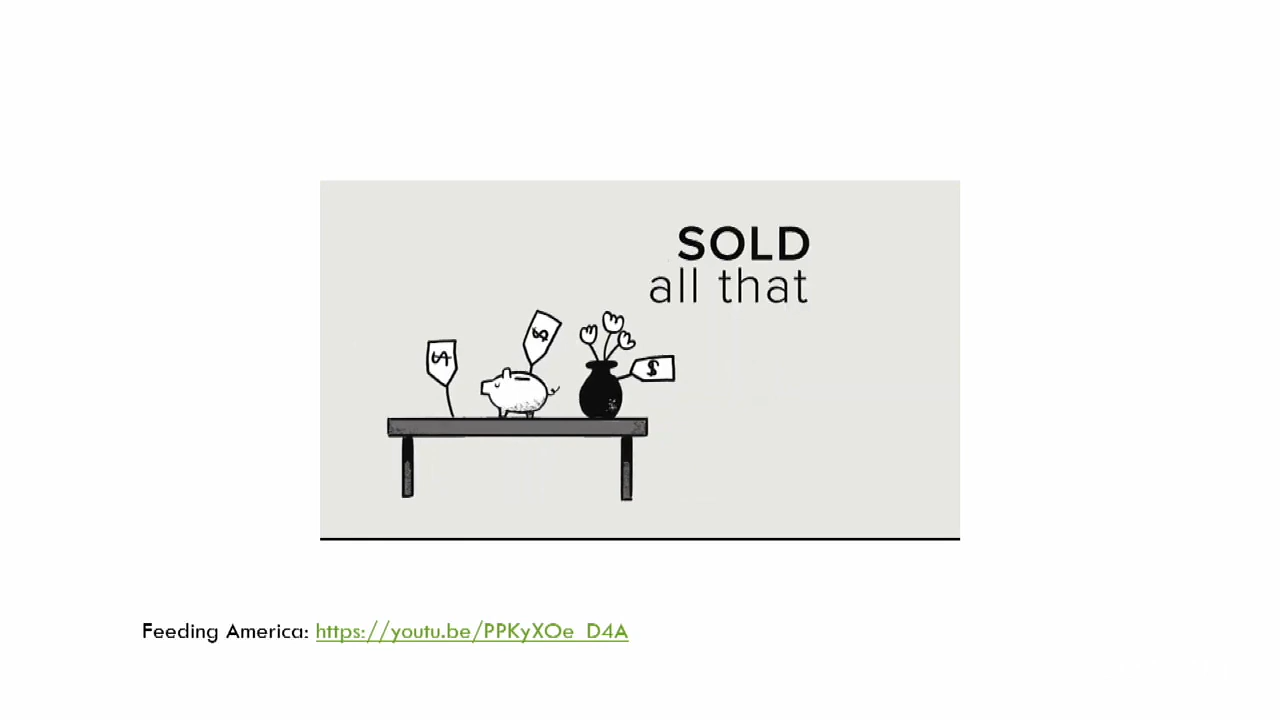 SOLD
all that
$
$
$
Feeding America: https://youtu.be/PPKyXOe_D4A